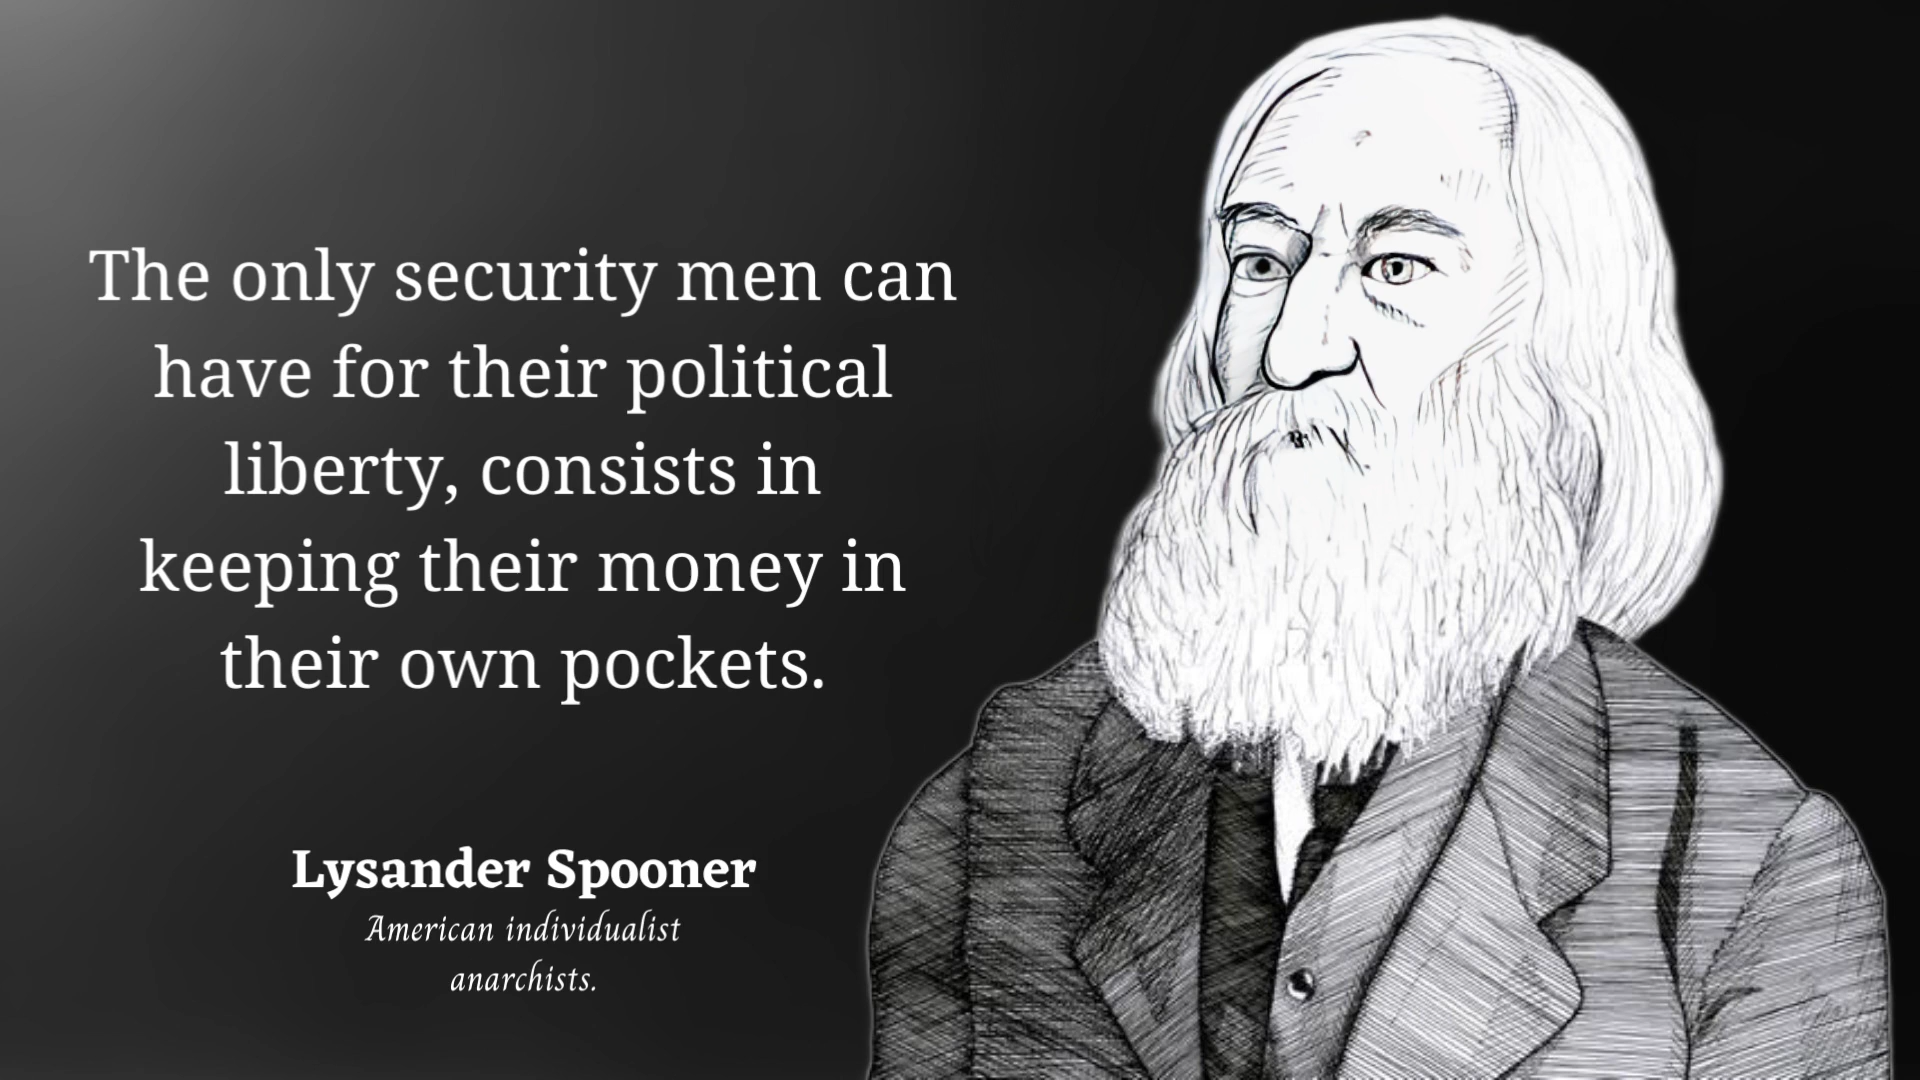 The only security men can
have for their political
liberty, consists in
keeping their money in
their own pockets.
Lysander Spooner
American individualist
anarchists.